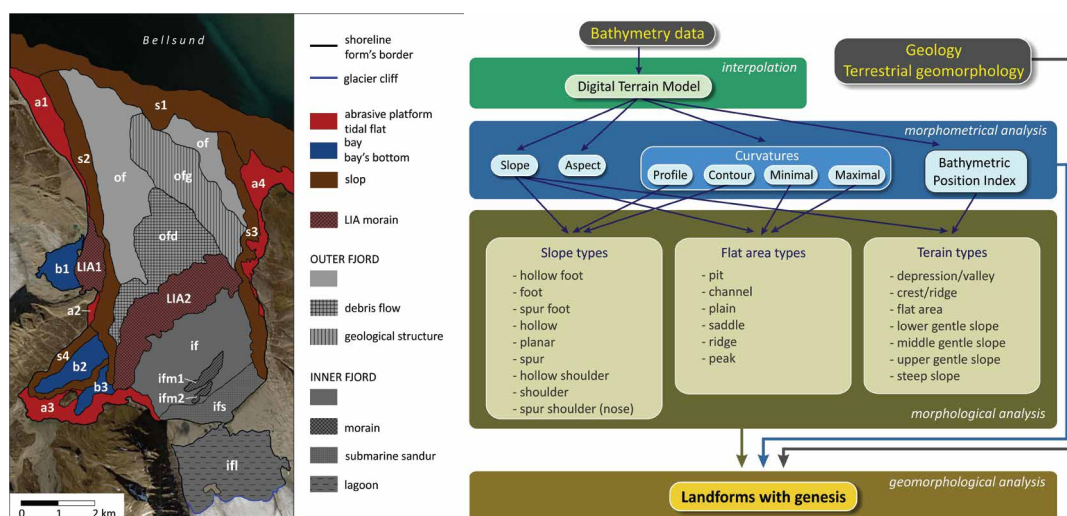 Bellsund
a1
s1
s2
of
of
ofg
a4
ofd
s3
b1
LIA1
LIA2
a2
if
s4
b2
ifm1
b3
ifm2
ifs
a3
ifl
0 1 2 km
shoreline
form's border
glacier cliff
abrasive platform
tidal flat
bay
bay's bottom
slop
LIA morain
OUTER FJORD
debris flow
geological structure
INNER FJORD
morain
submarine sandur
lagoon
Bathymetry data
Geology
Terrestrial geomorphology
interpolation
Digital Terrain Model
morphometrical analysis
Slope
Aspect
Curvatures
Profile
Contour
Minimal
Maximal
Bathymetric
Position Index
Slope types
- hollow foot
- foot
- spur foot
- hollow
- planar
- spur
- hollow shoulder
- shoulder
- spur shoulder (nose)
Flat area types
- pit
- channel
- plain
- saddle
- ridge
- peak
Terain types
- depression/valley
- crest/ridge
- flat area
- lower gentle slope
- middle gentle slope
- upper gentle slope
- steep slope
morphological analysis
Landforms with genesis
geomorphological analysis